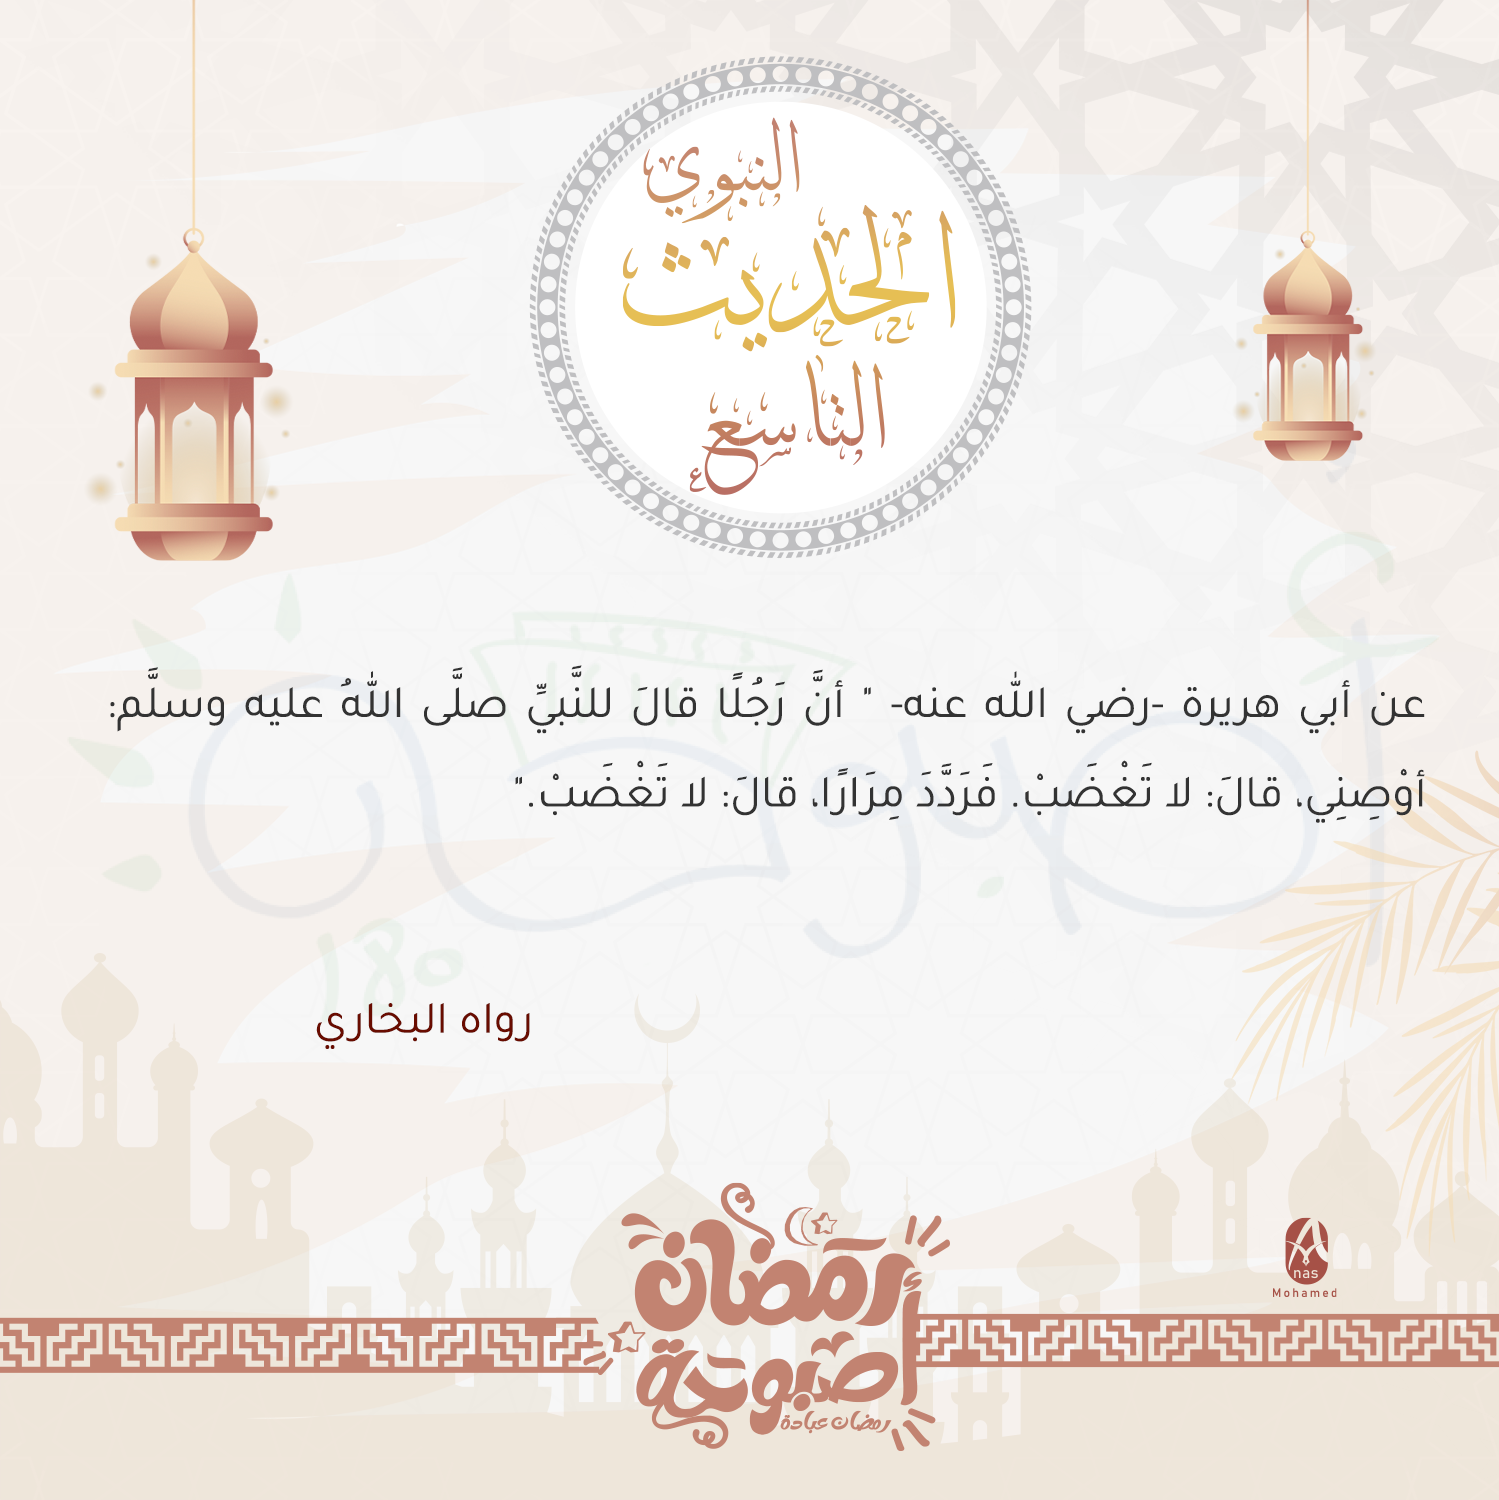 النبوي
الحديث
التاسع
عن أبي هريرة -رضي الله عنه- " أنَّ رَجُلًا قالَ للنَّبيِّ صلَّى اللهُ عليه وسلَّم:
أوْصِنِي، قالَ: لا تَغْضَبْ. فَرَدَّدَ مِرَارًا، قالَ: لا تَغْضَبْ."
رواه البخاري
رمضان
أصبوحة
رمضان عبادة
nas
Mohamed